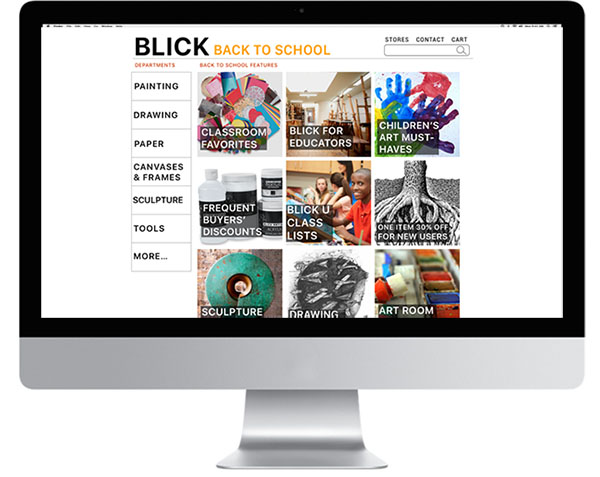 BLICK BACK TO SCHOOL
STORES CONTACT CART
DEPARTMENTS
BACK TO SCHOOL FEATURES
PAINTING
DRAWING
PAPER
CANVASES
& FRAMES
SCULPTURE
TOOLS
MORE...
CLASSROOM
FAVORITES
BLICK FOR
EDUCATORS
CHILDREN'S
ART MUST-
HAVES
FREQUENT
BUYERS'
DISCOUNTS
BLICK U
CLASS
LISTS
ONE ITEM 30% OFF
FOR NEW USERS
SCULPTURE
DRAWING
ART ROOM